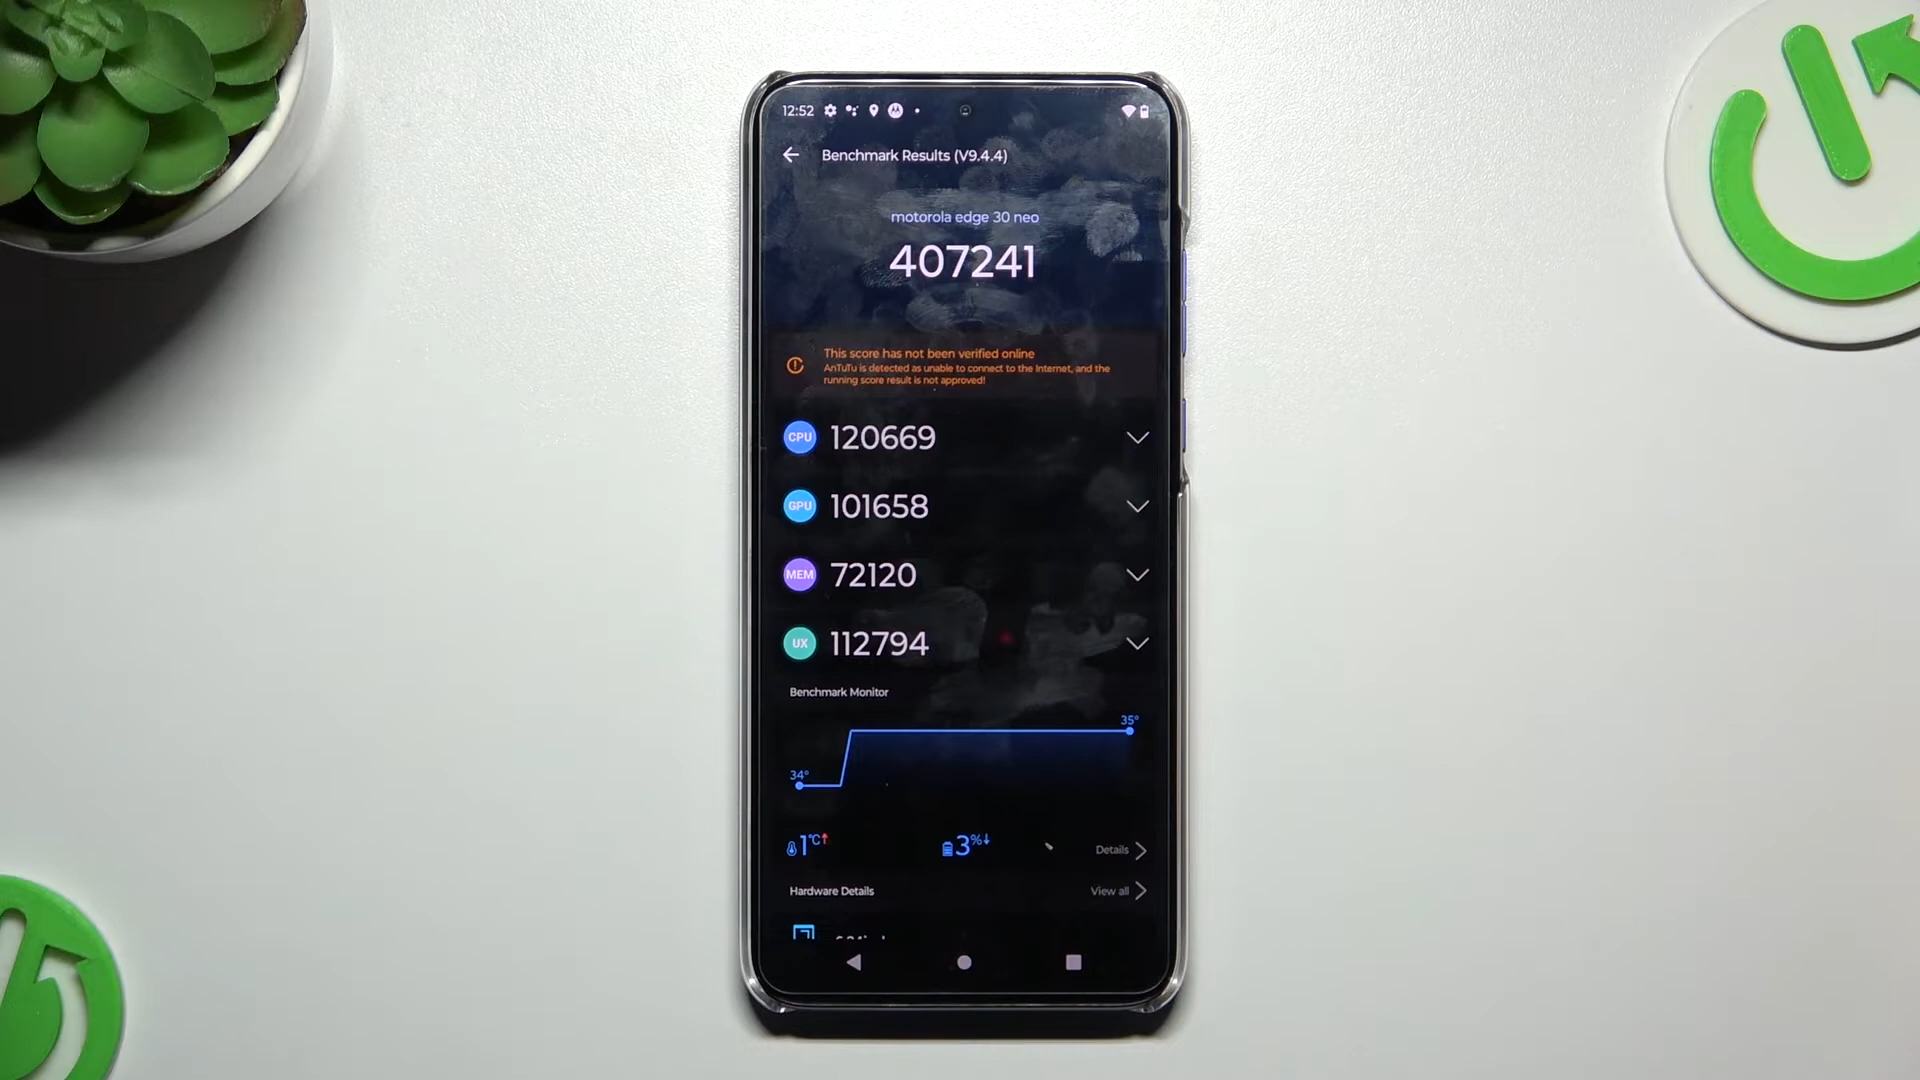 12:52
Benchmark Results (V9.4.4)
motorola edge 30 neo
407241
This score has not been verified online
AnTuTu is detected as unable to connect to the Internet, and the
running score result is not approved!
CPU 120669
GPU 101658
MEM 72120
UX 112794
Benchmark Monitor
35°
34°
1°C↑ 3%↓ Details
Hardware Details View all